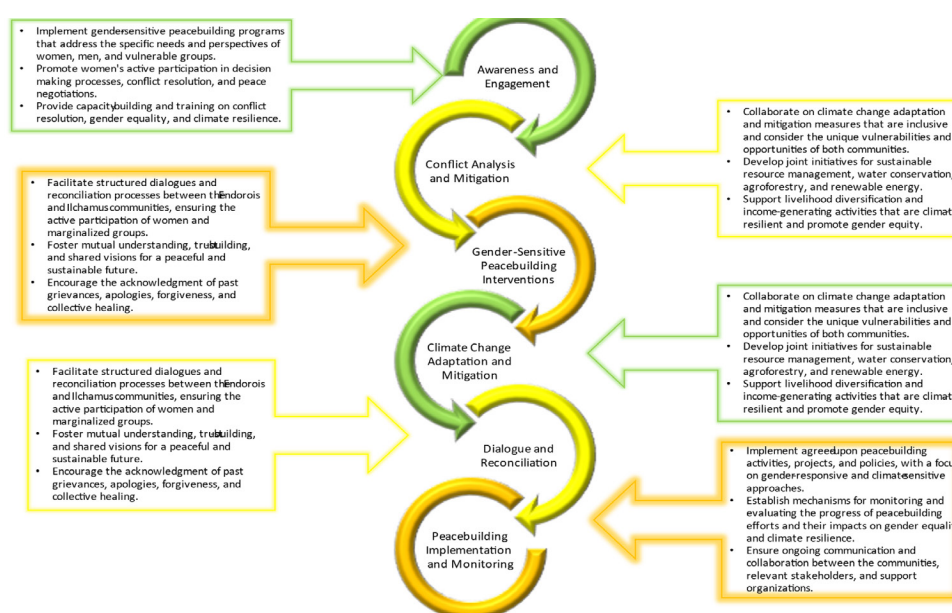 • Implement gender-sensitive peacebuilding programs
that address the specific needs and perspectives of
women, men, and vulnerable groups.
• Promote women's active participation in decision
making processes, conflict resolution, and peace
negotiations.
• Provide capacitybuilding and training on conflict
resolution, gender equality, and climate resilience.
Awareness and
Engagement
• Collaborate on climate change adaptation
and mitigation measures that are inclusive
and consider the unique vulnerabilities and
opportunities of both communities.
• Develop joint initiatives for sustainable
resource management, water conservation,
agroforestry, and renewable energy.
• Support livelihood diversification and
income-generating activities that are climat
resilient and promote gender equity.
Conflict Analysis
and Mitigation
• Facilitate structured dialogues and
reconciliation processes between the Endorois
and Ilchamus communities, ensuring the
active participation of women and
marginalized groups.
• Foster mutual understanding, trustbuilding,
and shared visions for a peaceful and
sustainable future.
• Encourage the acknowledgment of past
grievances, apologies, forgiveness, and
collective healing.
Gender-Sensitive
Peacebuilding
Interventions
• Collaborate on climate change adaptation
and mitigation measures that are inclusive
and consider the unique vulnerabilities and
opportunities of both communities.
• Develop joint initiatives for sustainable
resource management, water conservation,
agroforestry, and renewable energy.
• Support livelihood diversification and
income-generating activities that are climat
resilient and promote gender equity.
Climate Change
Adaptation and
Mitigation
• Facilitate structured dialogues and
reconciliation processes between the Endorois
and Ilchamus communities, ensuring the
active participation of women and
marginalized groups.
• Foster mutual understanding, trustbuilding,
and shared visions for a peaceful and
sustainable future.
• Encourage the acknowledgment of past
grievances, apologies, forgiveness, and
collective healing.
Dialogue and
Reconciliation
• Implement agreedupon peacebuilding
activities, projects, and policies, with a focu
on gender-responsive and climatesensitive
approaches.
• Establish mechanisms for monitoring and
evaluating the progress of peacebuilding
efforts and their impacts on gender equali
and climate resilience.
• Ensure ongoing communication and
collaboration between the communities,
relevant stakeholders, and support
organizations.
Peacebuilding
Implementation
and Monitoring